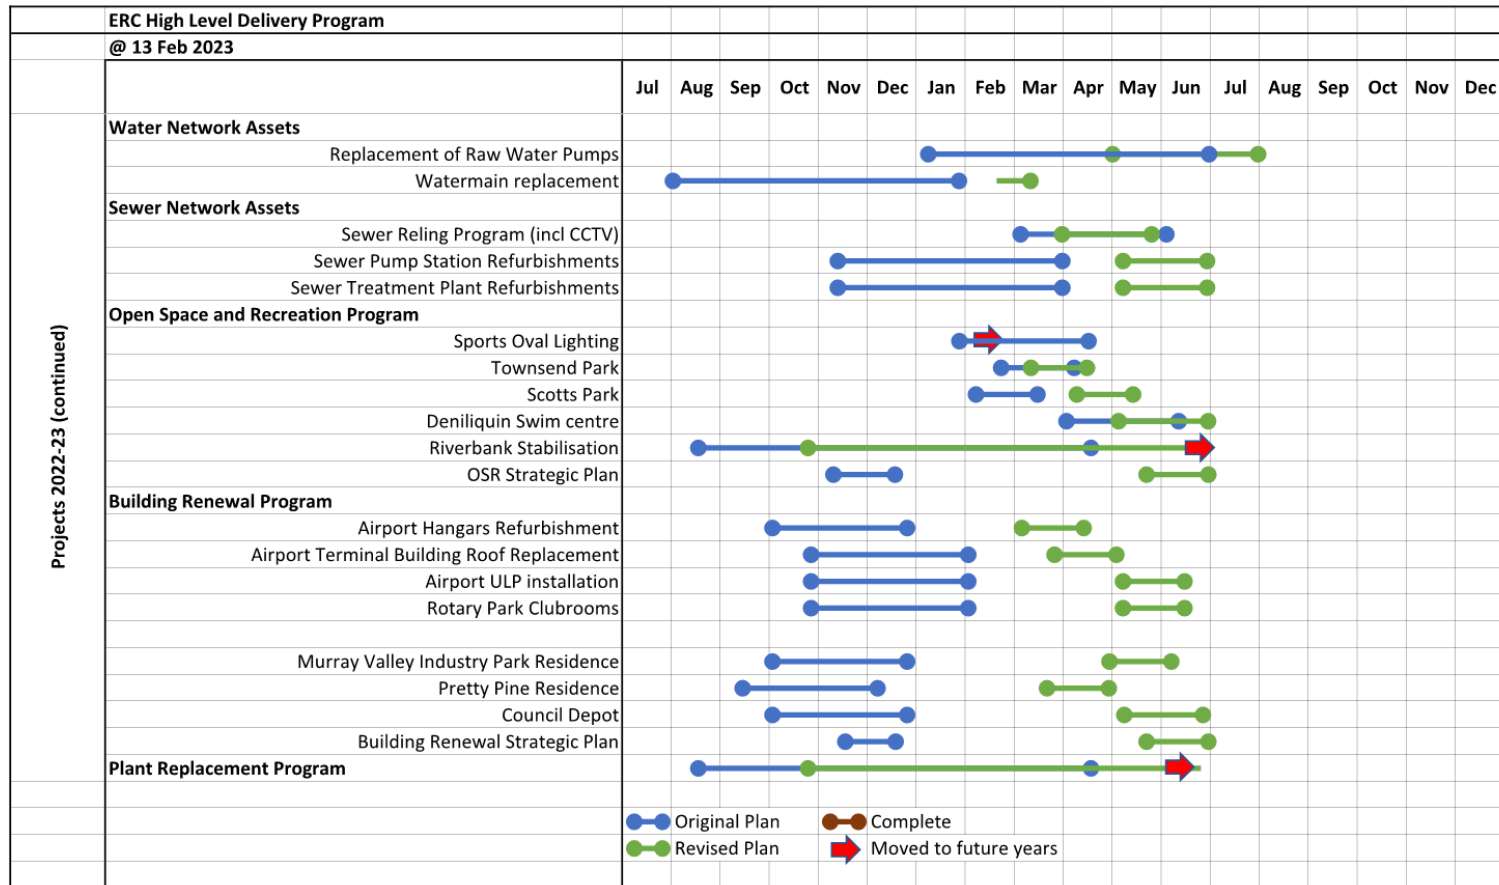 ERC High Level Delivery Program
@ 13 Feb 2023
Jul Aug Sep Oct Nov Dec Jan Feb Mar Apr May Jun Jul Aug Sep Oct Nov Dec
Projects 2022-23 (continued)
Water Network Assets
Replacement of Raw Water Pumps
Watermain replacement
Sewer Network Assets
Sewer Reling Program (incl CCTV)
Sewer Pump Station Refurbishments
Sewer Treatment Plant Refurbishments
Open Space and Recreation Program
Sports Oval Lighting
Townsend Park
Scotts Park
Deniliquin Swim centre
Riverbank Stabilisation
OSR Strategic Plan
Building Renewal Program
Airport Hangars Refurbishment
Airport Terminal Building Roof Replacement
Airport ULP installation
Rotary Park Clubrooms
Murray Valley Industry Park Residence
Pretty Pine Residence
Council Depot
Building Renewal Strategic Plan
Plant Replacement Program
Original Plan Complete
Revised Plan Moved to future years